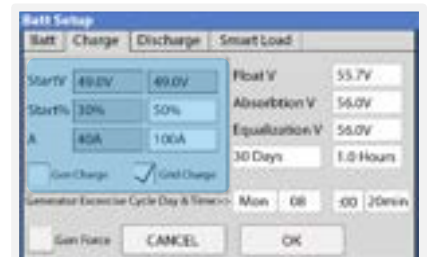 Batt Setup
Batt Charge Discharge Smart Load
StartV 49.0V 49.0V Float V 55.7V
Start% 30% 50% Absorbtion V 56.0V
A 40A 100A Equalization V 56.0V
30 Days 1.0 Hours
Gen Charge Grid Charge
Generator Excercise Cycle Day & Time>> Mon 08 :00 20min
Gen Force CANCEL OK